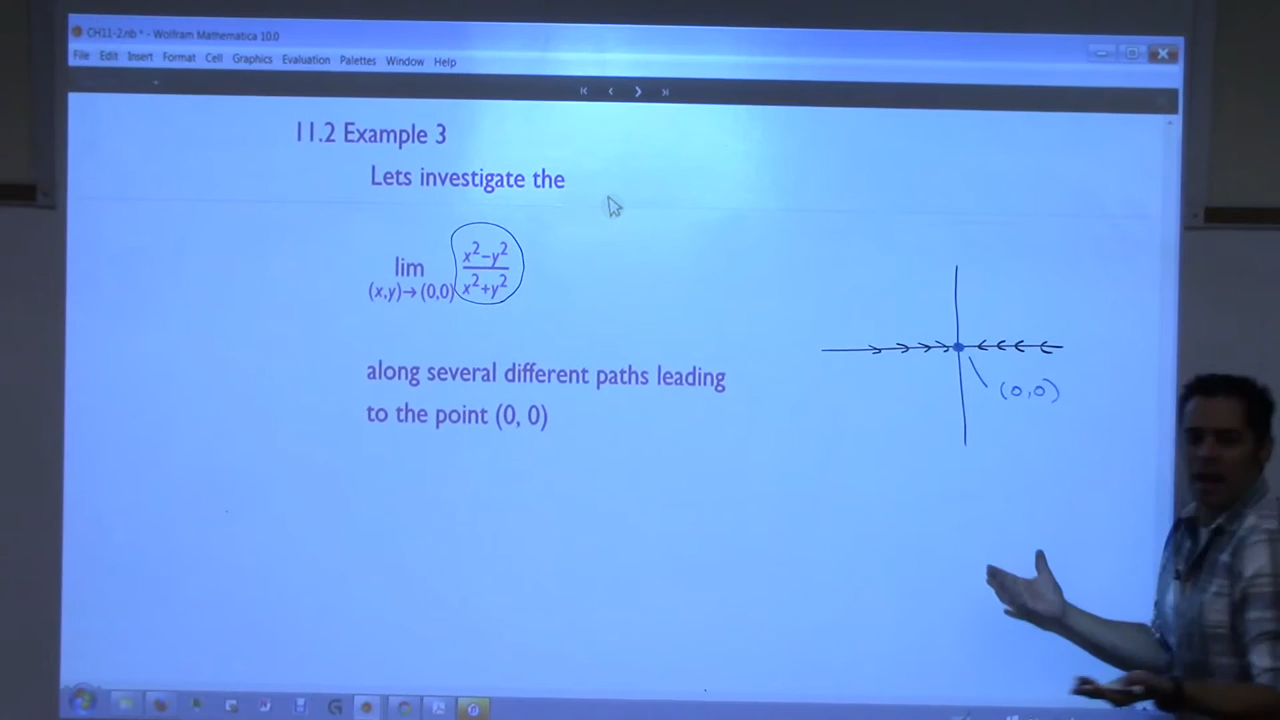 CH11-2.nb * - Wolfram Mathematica 10.0
File Edit Insert Format Cell Graphics Evaluation Palettes Window Help
11.2 Example 3
Lets investigate the
lim (x,y)→(0,0) x²−y² / x²+y²
along several different paths leading
to the point (0, 0)
(0,0)